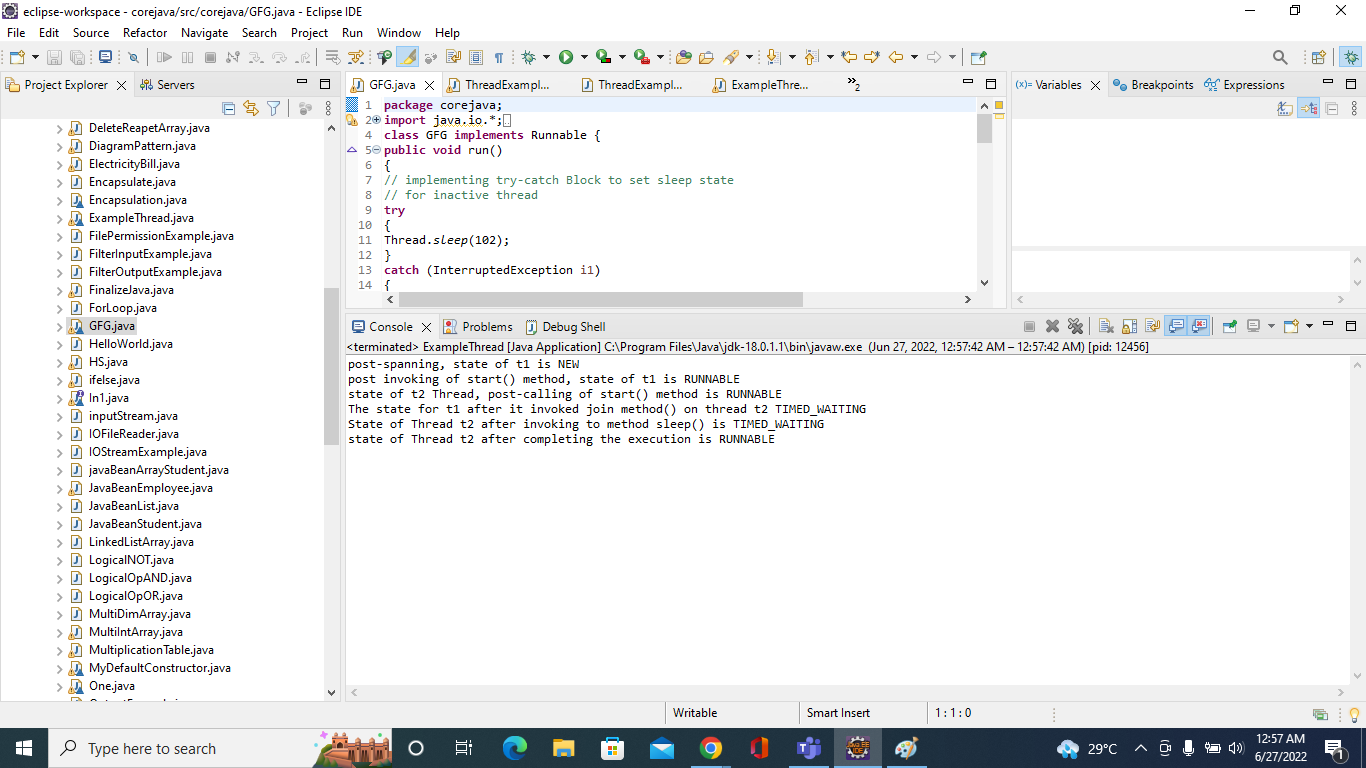 eclipse-workspace - corejava/src/corejava/GFG.java - Eclipse IDE
File Edit Source Refactor Navigate Search Project Run Window Help
Project Explorer Servers
DeleteReapetArray.java
DiagramPattern.java
ElectricityBill.java
Encapsulate.java
Encapsulation.java
ExampleThread.java
FilePermissionExample.java
FilterInputExample.java
FilterOutputExample.java
FinalizeJava.java
ForLoop.java
GFG.java
HelloWorld.java
HS.java
ifelse.java
In1.java
inputStream.java
IOFileReader.java
IOStreamExample.java
javaBeanArrayStudent.java
JavaBeanEmployee.java
JavaBeanList.java
JavaBeanStudent.java
LinkedListArray.java
LogicalNOT.java
LogicalOpAND.java
LogicalOpOR.java
MultiDimArray.java
MultiIntArray.java
MultiplicationTable.java
MyDefaultConstructor.java
One.java
GFG.java ThreadExampl... ThreadExampl... ExampleThre... »2
1 package corejava;
2 import java.io.*;
4 class GFG implements Runnable {
5 public void run()
6 {
7 // implementing try-catch Block to set sleep state
8 // for inactive thread
9 try
10 {
11 Thread.sleep(102);
12 }
13 catch (InterruptedException i1)
14 {
(x)= Variables Breakpoints Expressions
Console Problems Debug Shell
<terminated> ExampleThread [Java Application] C:\Program Files\Java\jdk-18.0.1.1\bin\javaw.exe (Jun 27, 2022, 12:57:42 AM – 12:57:42 AM) [pid: 12456]
post-spanning, state of t1 is NEW
post invoking of start() method, state of t1 is RUNNABLE
state of t2 Thread, post-calling of start() method is RUNNABLE
The state for t1 after it invoked join method() on thread t2 TIMED_WAITING
State of Thread t2 after invoking to method sleep() is TIMED_WAITING
state of Thread t2 after completing the execution is RUNNABLE
Writable Smart Insert 1 : 1 : 0
Type here to search
29°C
12:57 AM
6/27/2022
1